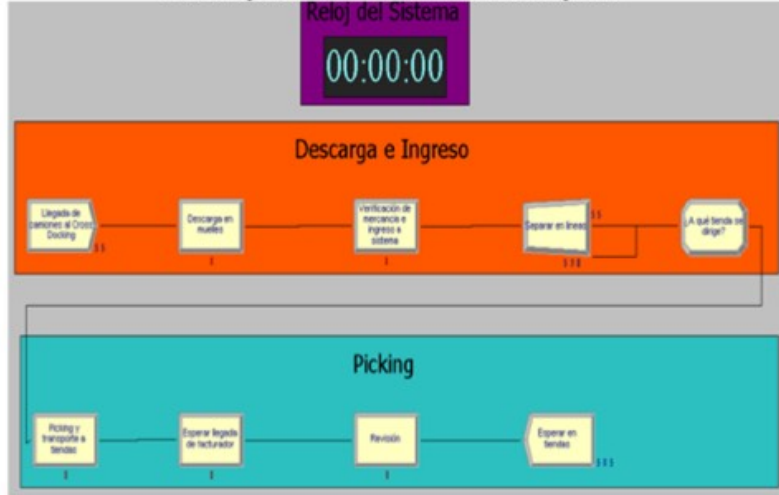 Reloj del Sistema
00:00:00
Descarga e Ingreso
Llegada de
camiones al Cross
Docking
Descarga en
muelles
Verificación de
mercancía e
ingreso a
sistema
Separar en líneas
¿A qué tienda se
dirige?
Picking
Picking y
transporte a
tiendas
Esperar llegada
de facturador
Revisión
Esperar en
tiendas